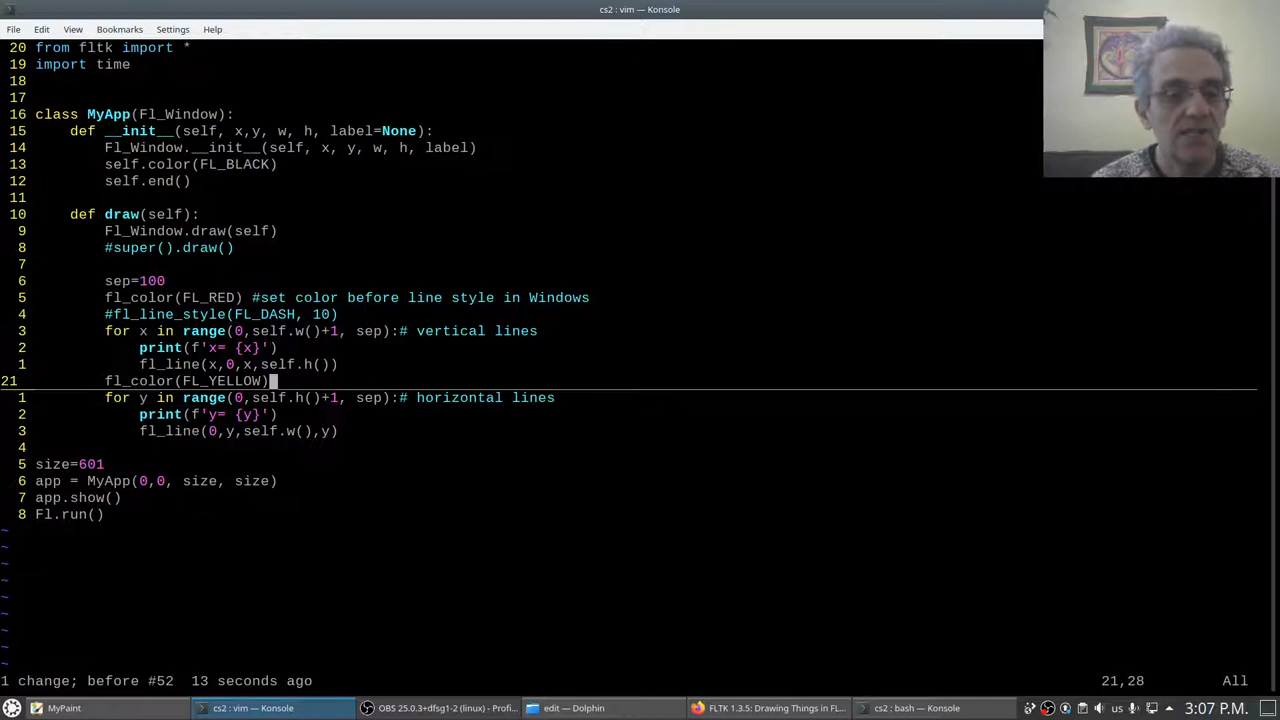 cs2 : vim — Konsole
File Edit View Bookmarks Settings Help
20 from fltk import *
19 import time
18
17
16 class MyApp(Fl_Window):
15     def __init__(self, x,y, w, h, label=None):
14         Fl_Window.__init__(self, x, y, w, h, label)
13         self.color(FL_BLACK)
12         self.end()
11
10     def draw(self):
9         Fl_Window.draw(self)
8         #super().draw()
7
6         sep=100
5         fl_color(FL_RED) #set color before line style in Windows
4         #fl_line_style(FL_DASH, 10)
3         for x in range(0,self.w()+1, sep):# vertical lines
2             print(f'x= {x}')
1             fl_line(x,0,x,self.h())
21         fl_color(FL_YELLOW)
1         for y in range(0,self.h()+1, sep):# horizontal lines
2             print(f'y= {y}')
3             fl_line(0,y,self.w(),y)
4
5 size=601
6 app = MyApp(0,0, size, size)
7 app.show()
8 Fl.run()
~
~
~
~
~
~
~
~
~
1 change; before #52  13 seconds ago 21,28 All
MyPaint cs2 : vim — Konsole OBS 25.0.3+dfsg1-2 (linux) - Profi... edit — Dolphin FLTK 1.3.5: Drawing Things in FL... cs2 : bash — Konsole us 3:07 P.M.